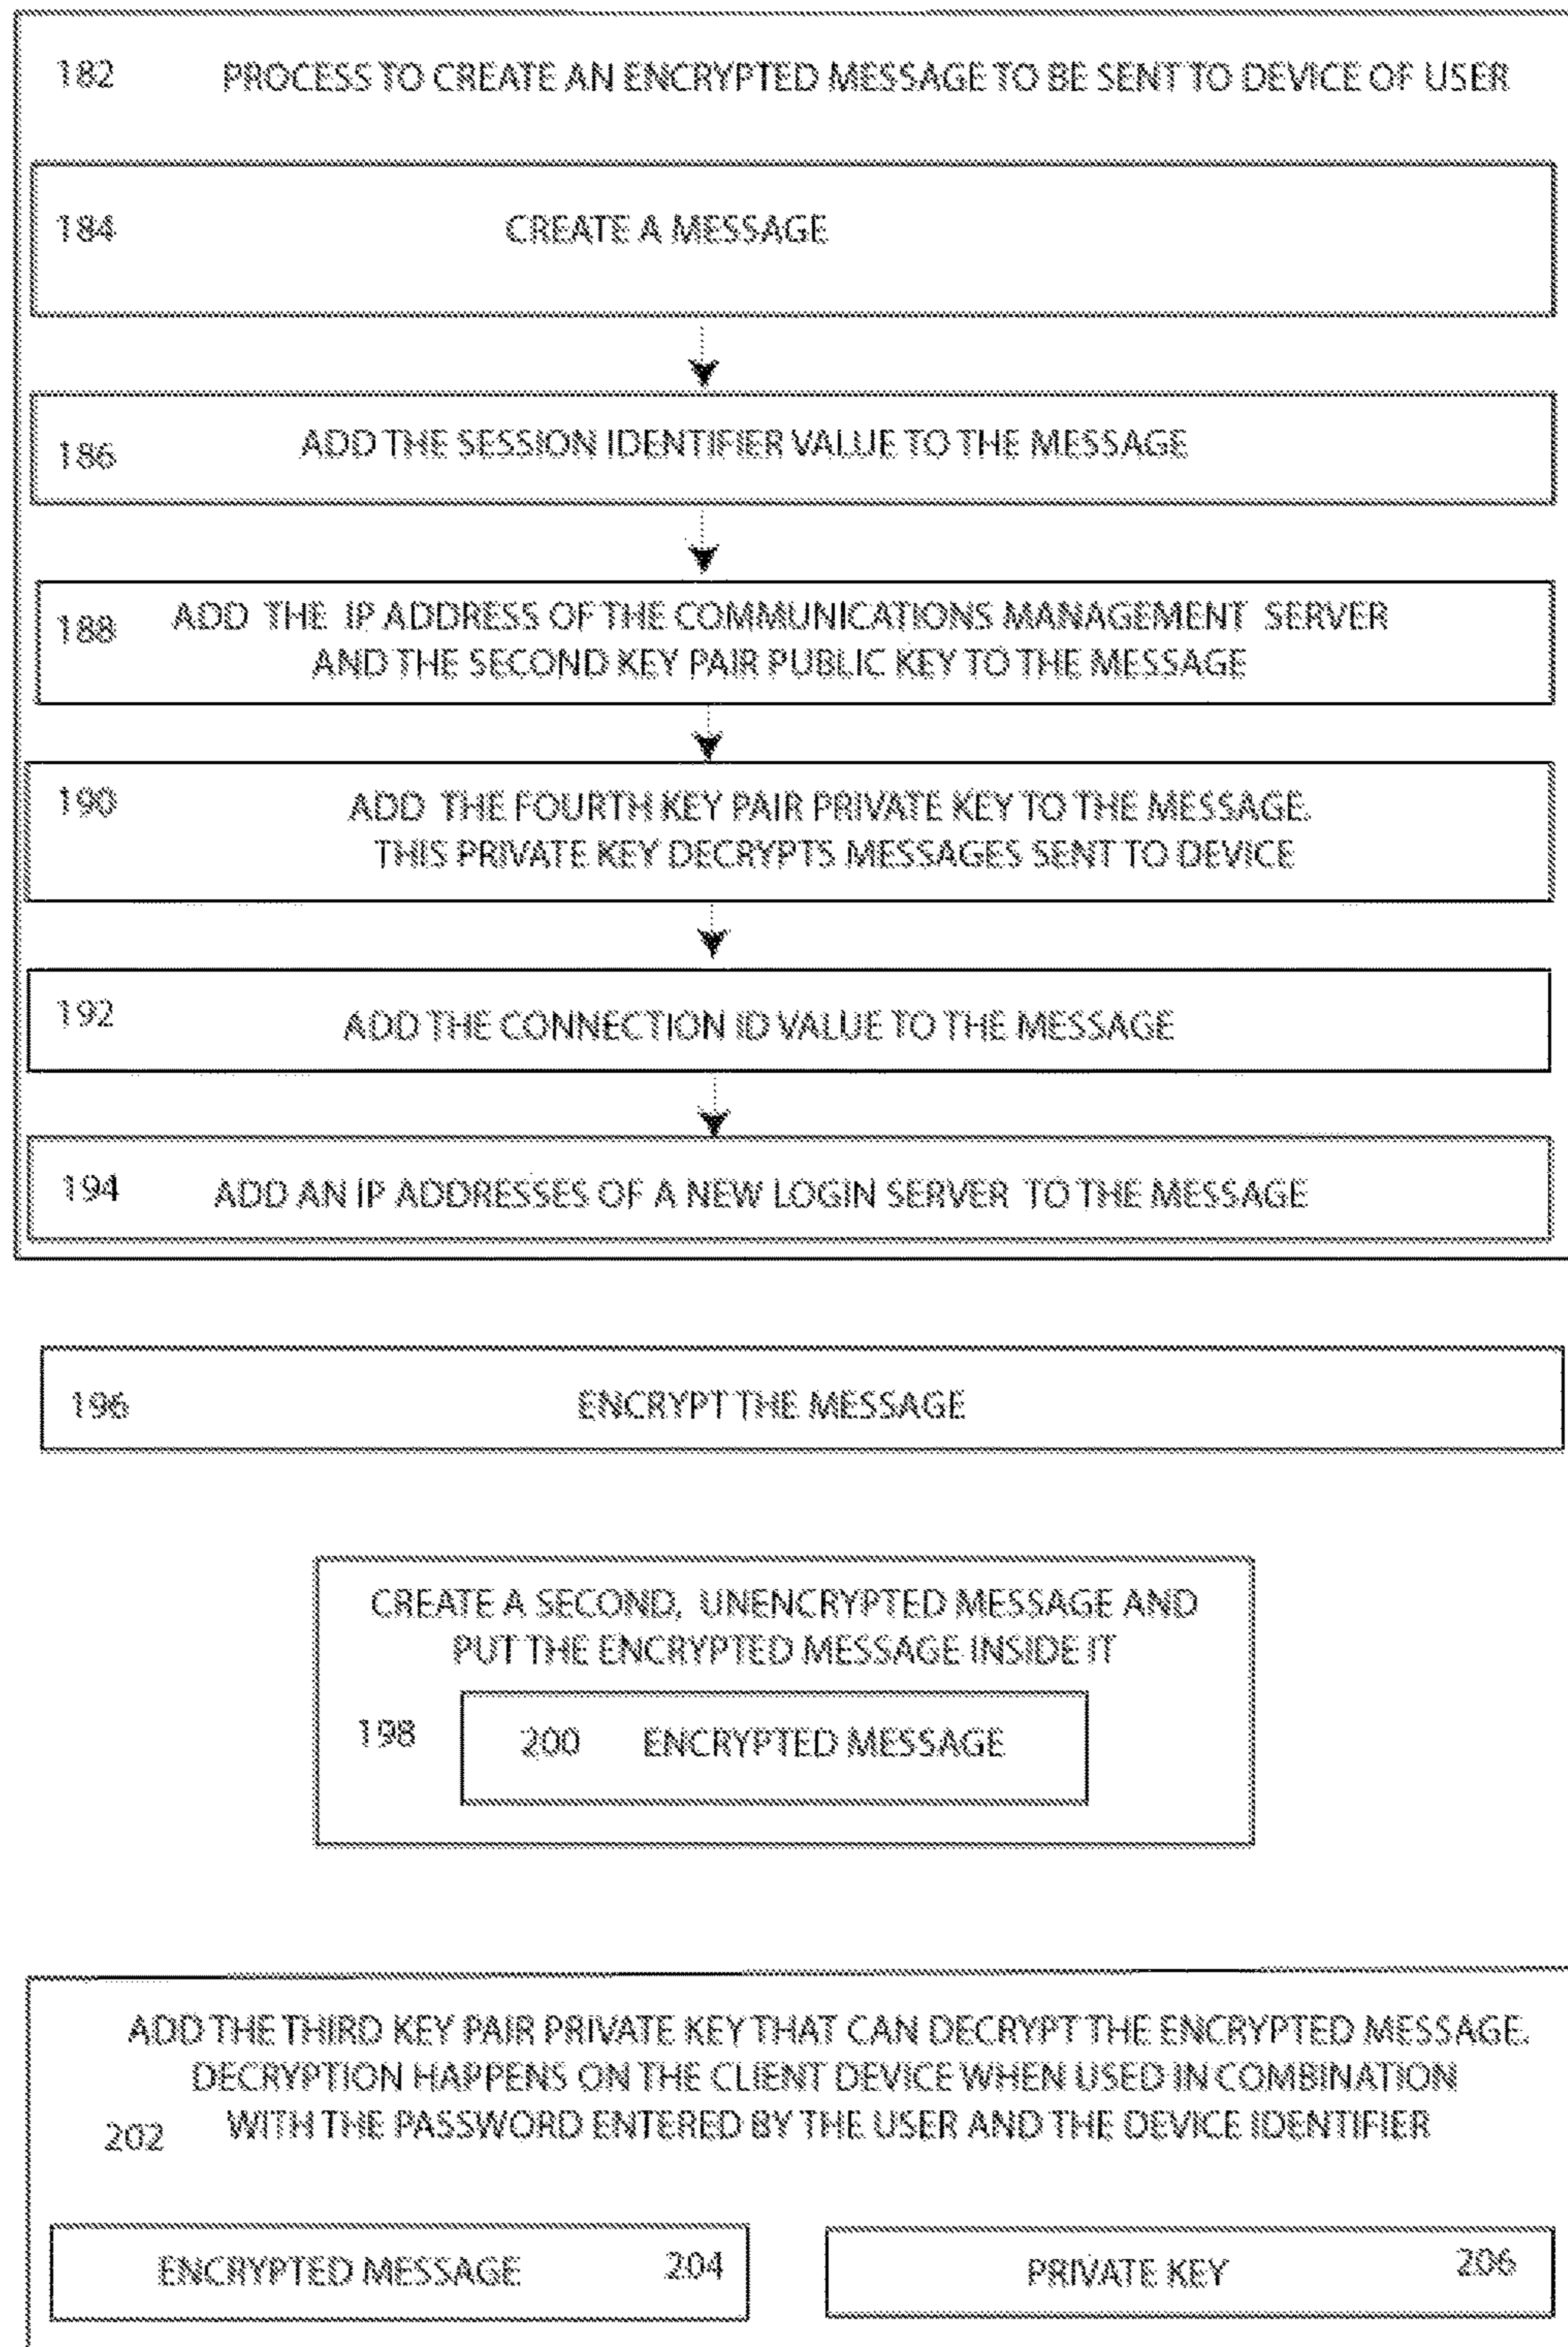 182 PROCESS TO CREATE AN ENCRYPTED MESSAGE TO BE SENT TO DEVICE OF USER
184 CREATE A MESSAGE
186 ADD THE SESSION IDENTIFIER VALUE TO THE MESSAGE
188 ADD THE IP ADDRESS OF THE COMMUNICATIONS MANAGEMENT SERVER
AND THE SECOND KEY PAIR PUBLIC KEY TO THE MESSAGE
190 ADD THE FOURTH KEY PAIR PRIVATE KEY TO THE MESSAGE.
THIS PRIVATE KEY DECRYPTS MESSAGES SENT TO DEVICE
192 ADD THE CONNECTION ID VALUE TO THE MESSAGE
194 ADD AN IP ADDRESSES OF A NEW LOGIN SERVER TO THE MESSAGE
196 ENCRYPT THE MESSAGE
CREATE A SECOND, UNENCRYPTED MESSAGE AND
PUT THE ENCRYPTED MESSAGE INSIDE IT
198 200 ENCRYPTED MESSAGE
ADD THE THIRD KEY PAIR PRIVATE KEY THAT CAN DECRYPT THE ENCRYPTED MESSAGE.
DECRYPTION HAPPENS ON THE CLIENT DEVICE WHEN USED IN COMBINATION
202 WITH THE PASSWORD ENTERED BY THE USER AND THE DEVICE IDENTIFIER
ENCRYPTED MESSAGE 204 PRIVATE KEY 206